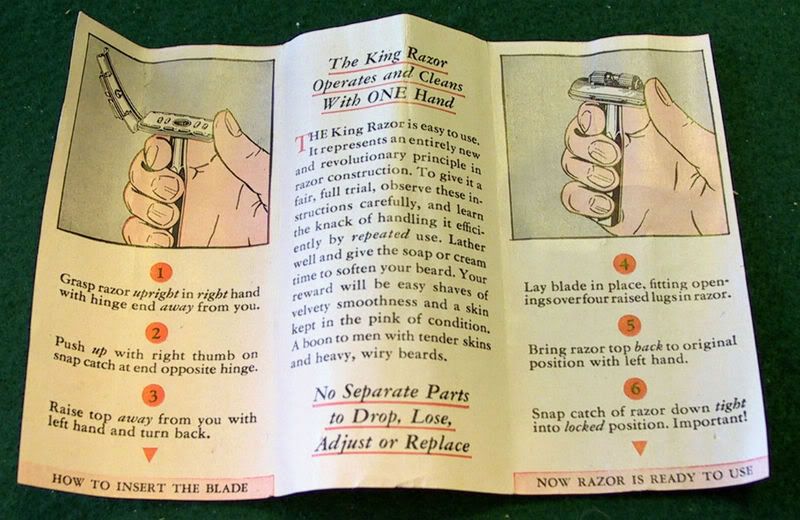 1
Grasp razor upright in right hand
with hinge end away from you.
2
Push up with right thumb on
snap catch at end opposite hinge.
3
Raise top away from you with
left hand and turn back.
HOW TO INSERT THE BLADE
The King Razor
Operates and Cleans
With ONE Hand
THE King Razor is easy to use.
It represents an entirely new
and revolutionary principle in
razor construction. To give it a
fair, full trial, observe these in-
structions carefully, and learn
the knack of handling it effici-
ently by repeated use. Lather
well and give the soap or cream
time to soften your beard. Your
reward will be easy shaves of
velvety smoothness and a skin
kept in the pink of condition.
A boon to men with tender skins
and heavy, wiry beards.
No Separate Parts
to Drop, Lose,
Adjust or Replace
4
Lay blade in place, fitting open-
ings over four raised lugs in razor.
5
Bring razor top back to original
position with left hand.
6
Snap catch of razor down tight
into locked position. Important!
NOW RAZOR IS READY TO USE